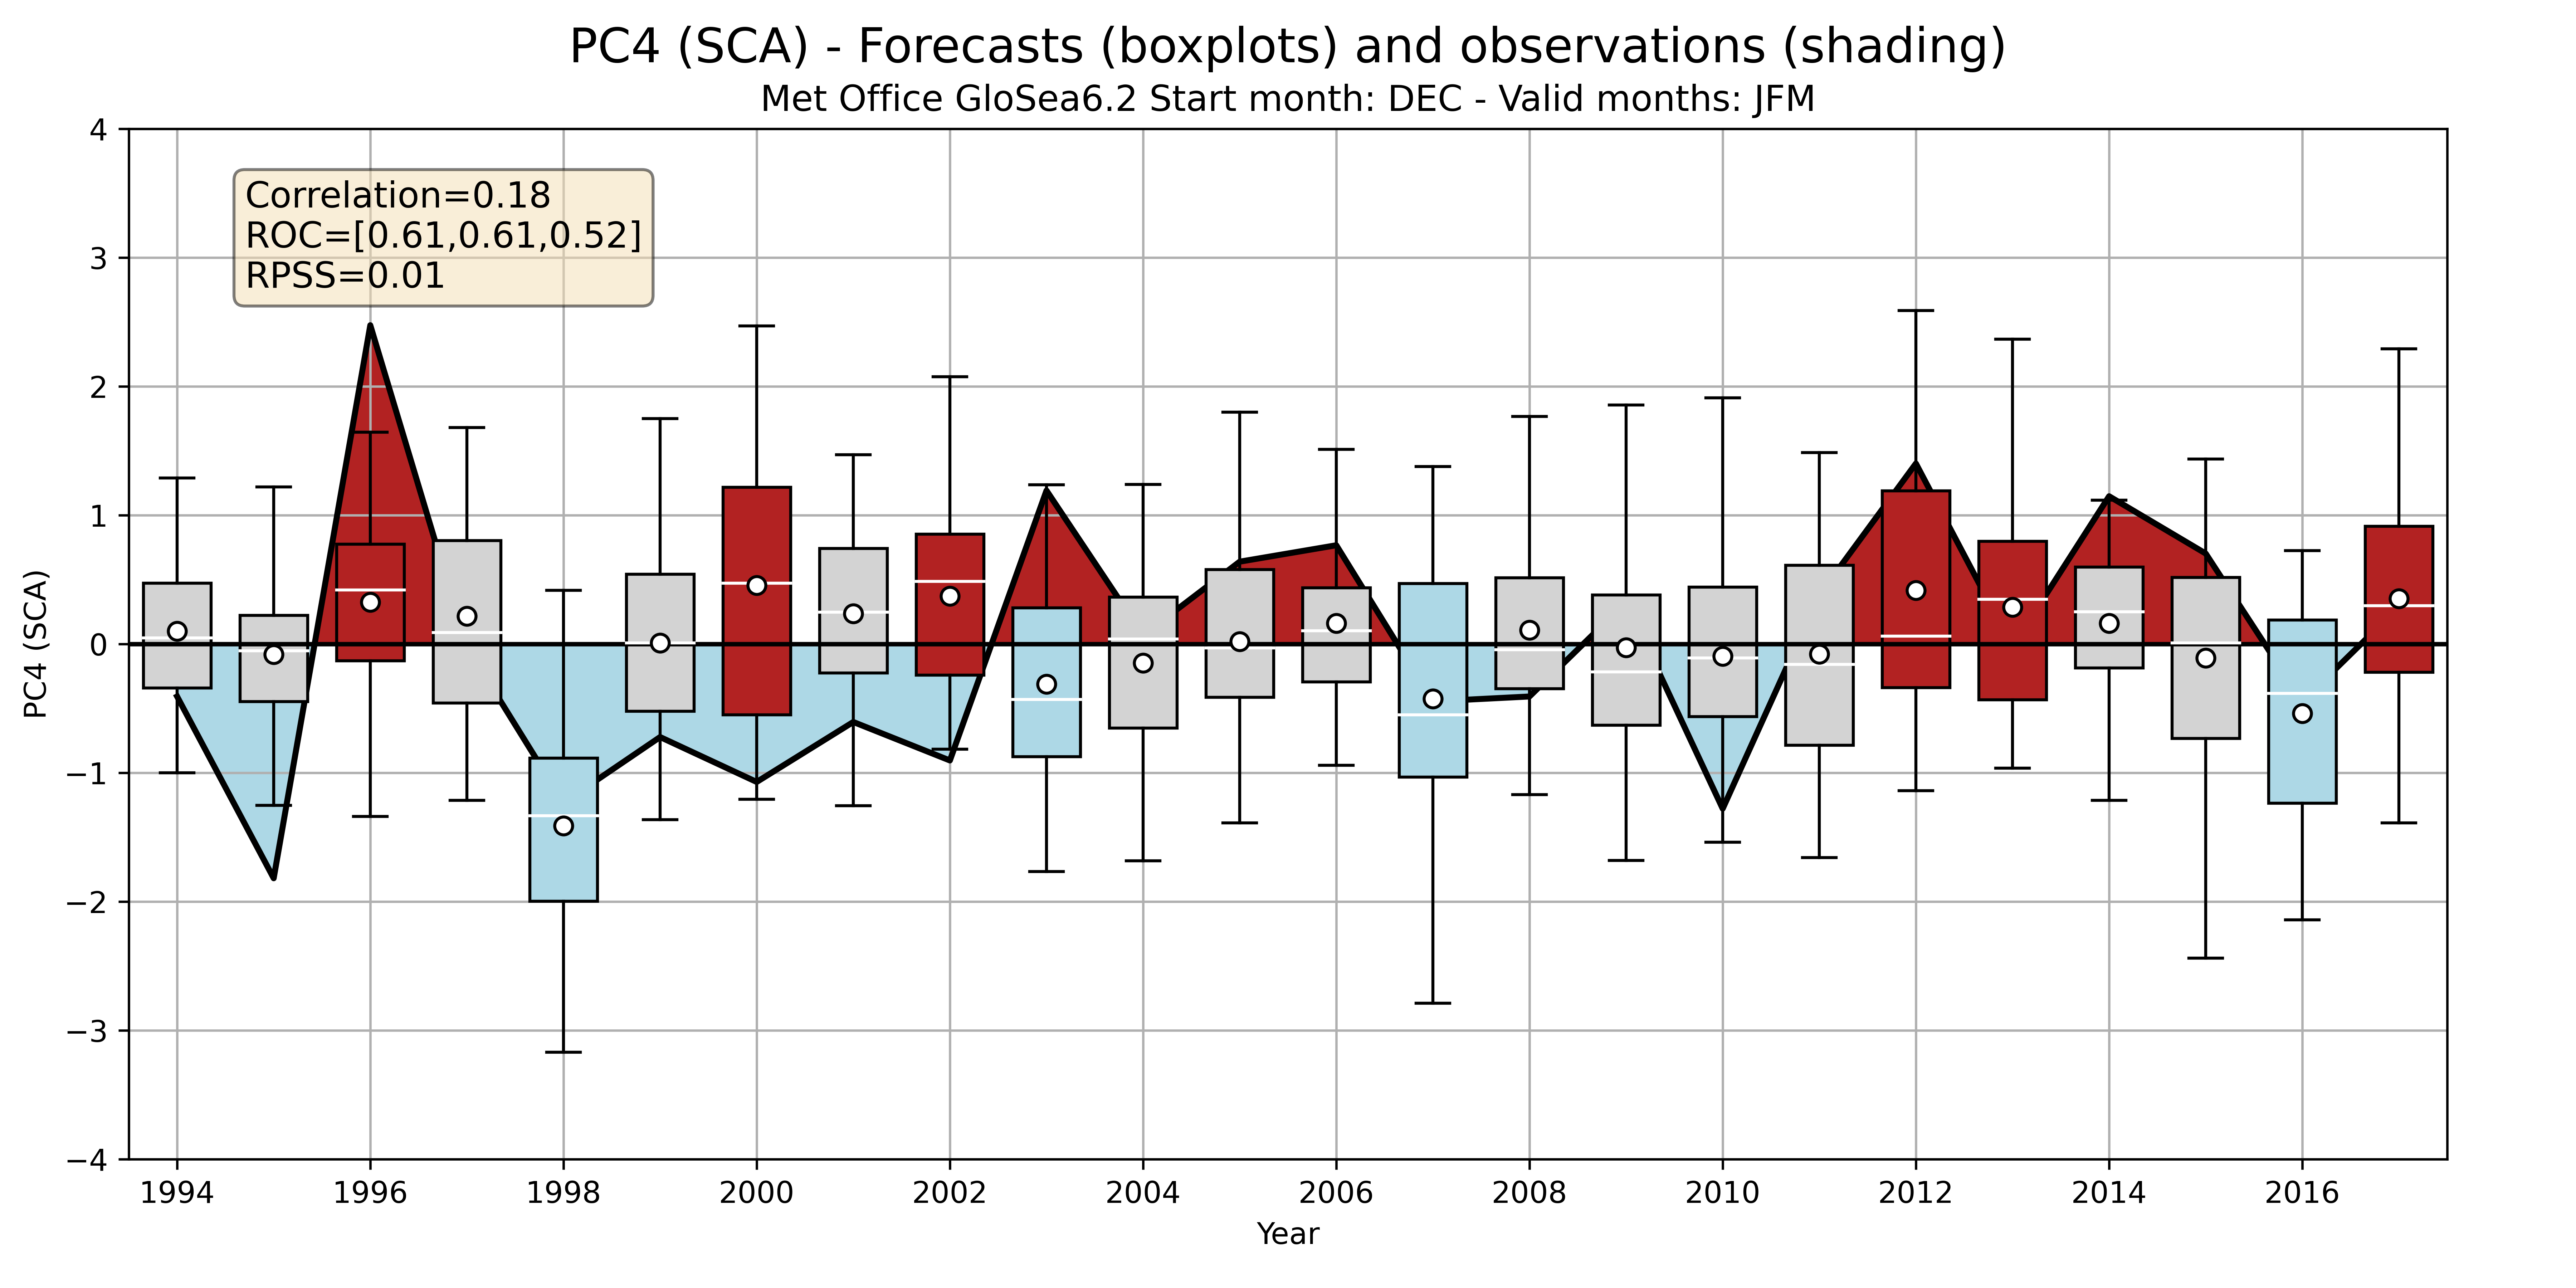 PC4 (SCA) - Forecasts (boxplots) and observations (shading)
Met Office GloSea6.2 Start month: DEC - Valid months: JFM
Correlation=0.18
ROC=[0.61,0.61,0.52]
RPSS=0.01
PC4 (SCA)
4
3
2
1
0
−1
−2
−3
−4
1994 1996 1998 2000 2002 2004 2006 2008 2010 2012 2014 2016
Year